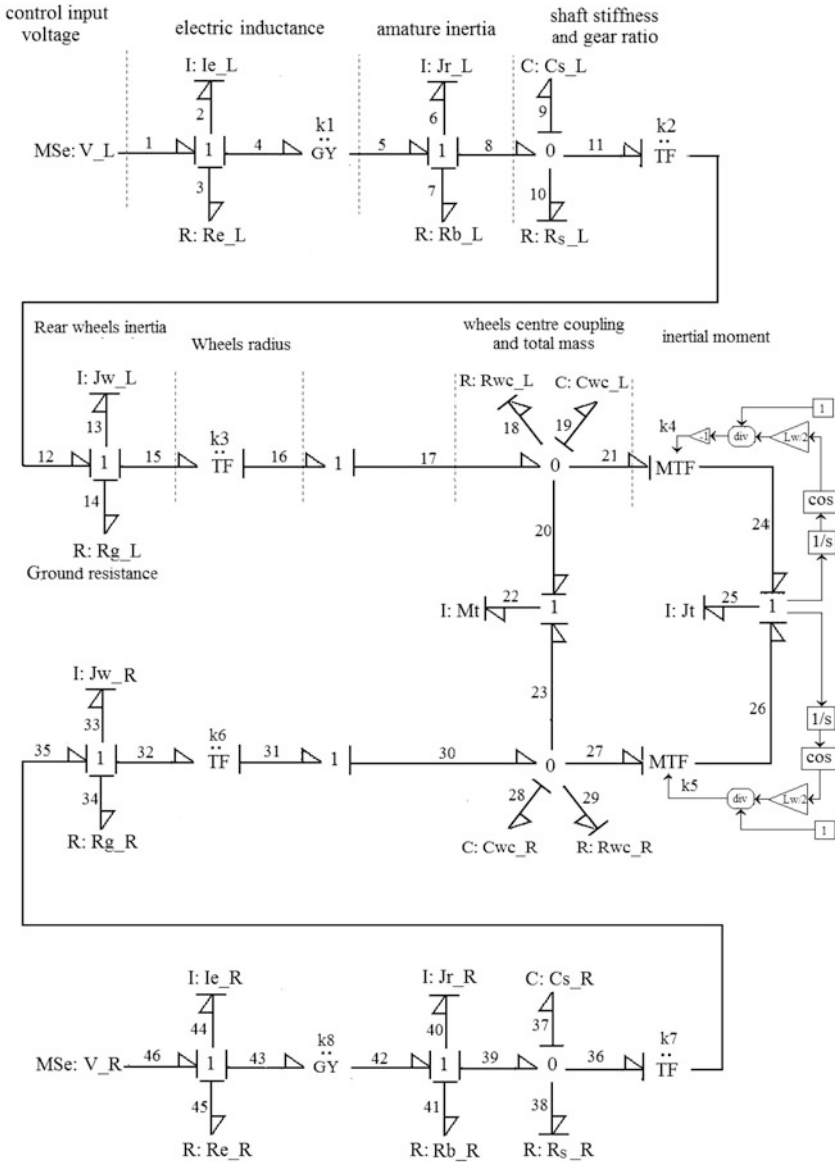 control input
voltage
electric inductance
amature inertia
shaft stiffness
and gear ratio
I: Ie_L
I: Jr_L
C: Cs_L
2
6
9
k1
k2
MSe: V_L
1
1
4
GY
5
1
8
0
11
TF
3
7
10
R: Re_L
R: Rb_L
R: Rs_L
Rear wheels inertia
Wheels radius
wheels centre coupling
and total mass
inertial moment
I: Jw_L
R: Rwc_L
C: Cwc_L
1
13
k3
18
19
k4
-1
div
Lw/2
12
1
15
TF
16
1
17
0
21
MTF
14
cos
R: Rg_L
20
24
1/s
Ground resistance
I: Mt
22
1
I: Jt
25
1
I: Jw_R
23
26
33
k6
1/s
35
1
32
TF
31
1
30
0
27
MTF
cos
34
28
29
k5
div
Lw/2
R: Rg_R
C: Cwc_R
R: Rwc_R
1
I: Ie_R
I: Jr_R
C: Cs_R
44
40
37
k8
k7
MSe: V_R
46
1
43
GY
42
1
39
0
36
TF
45
41
38
R: Re_R
R: Rb_R
R: Rs_R